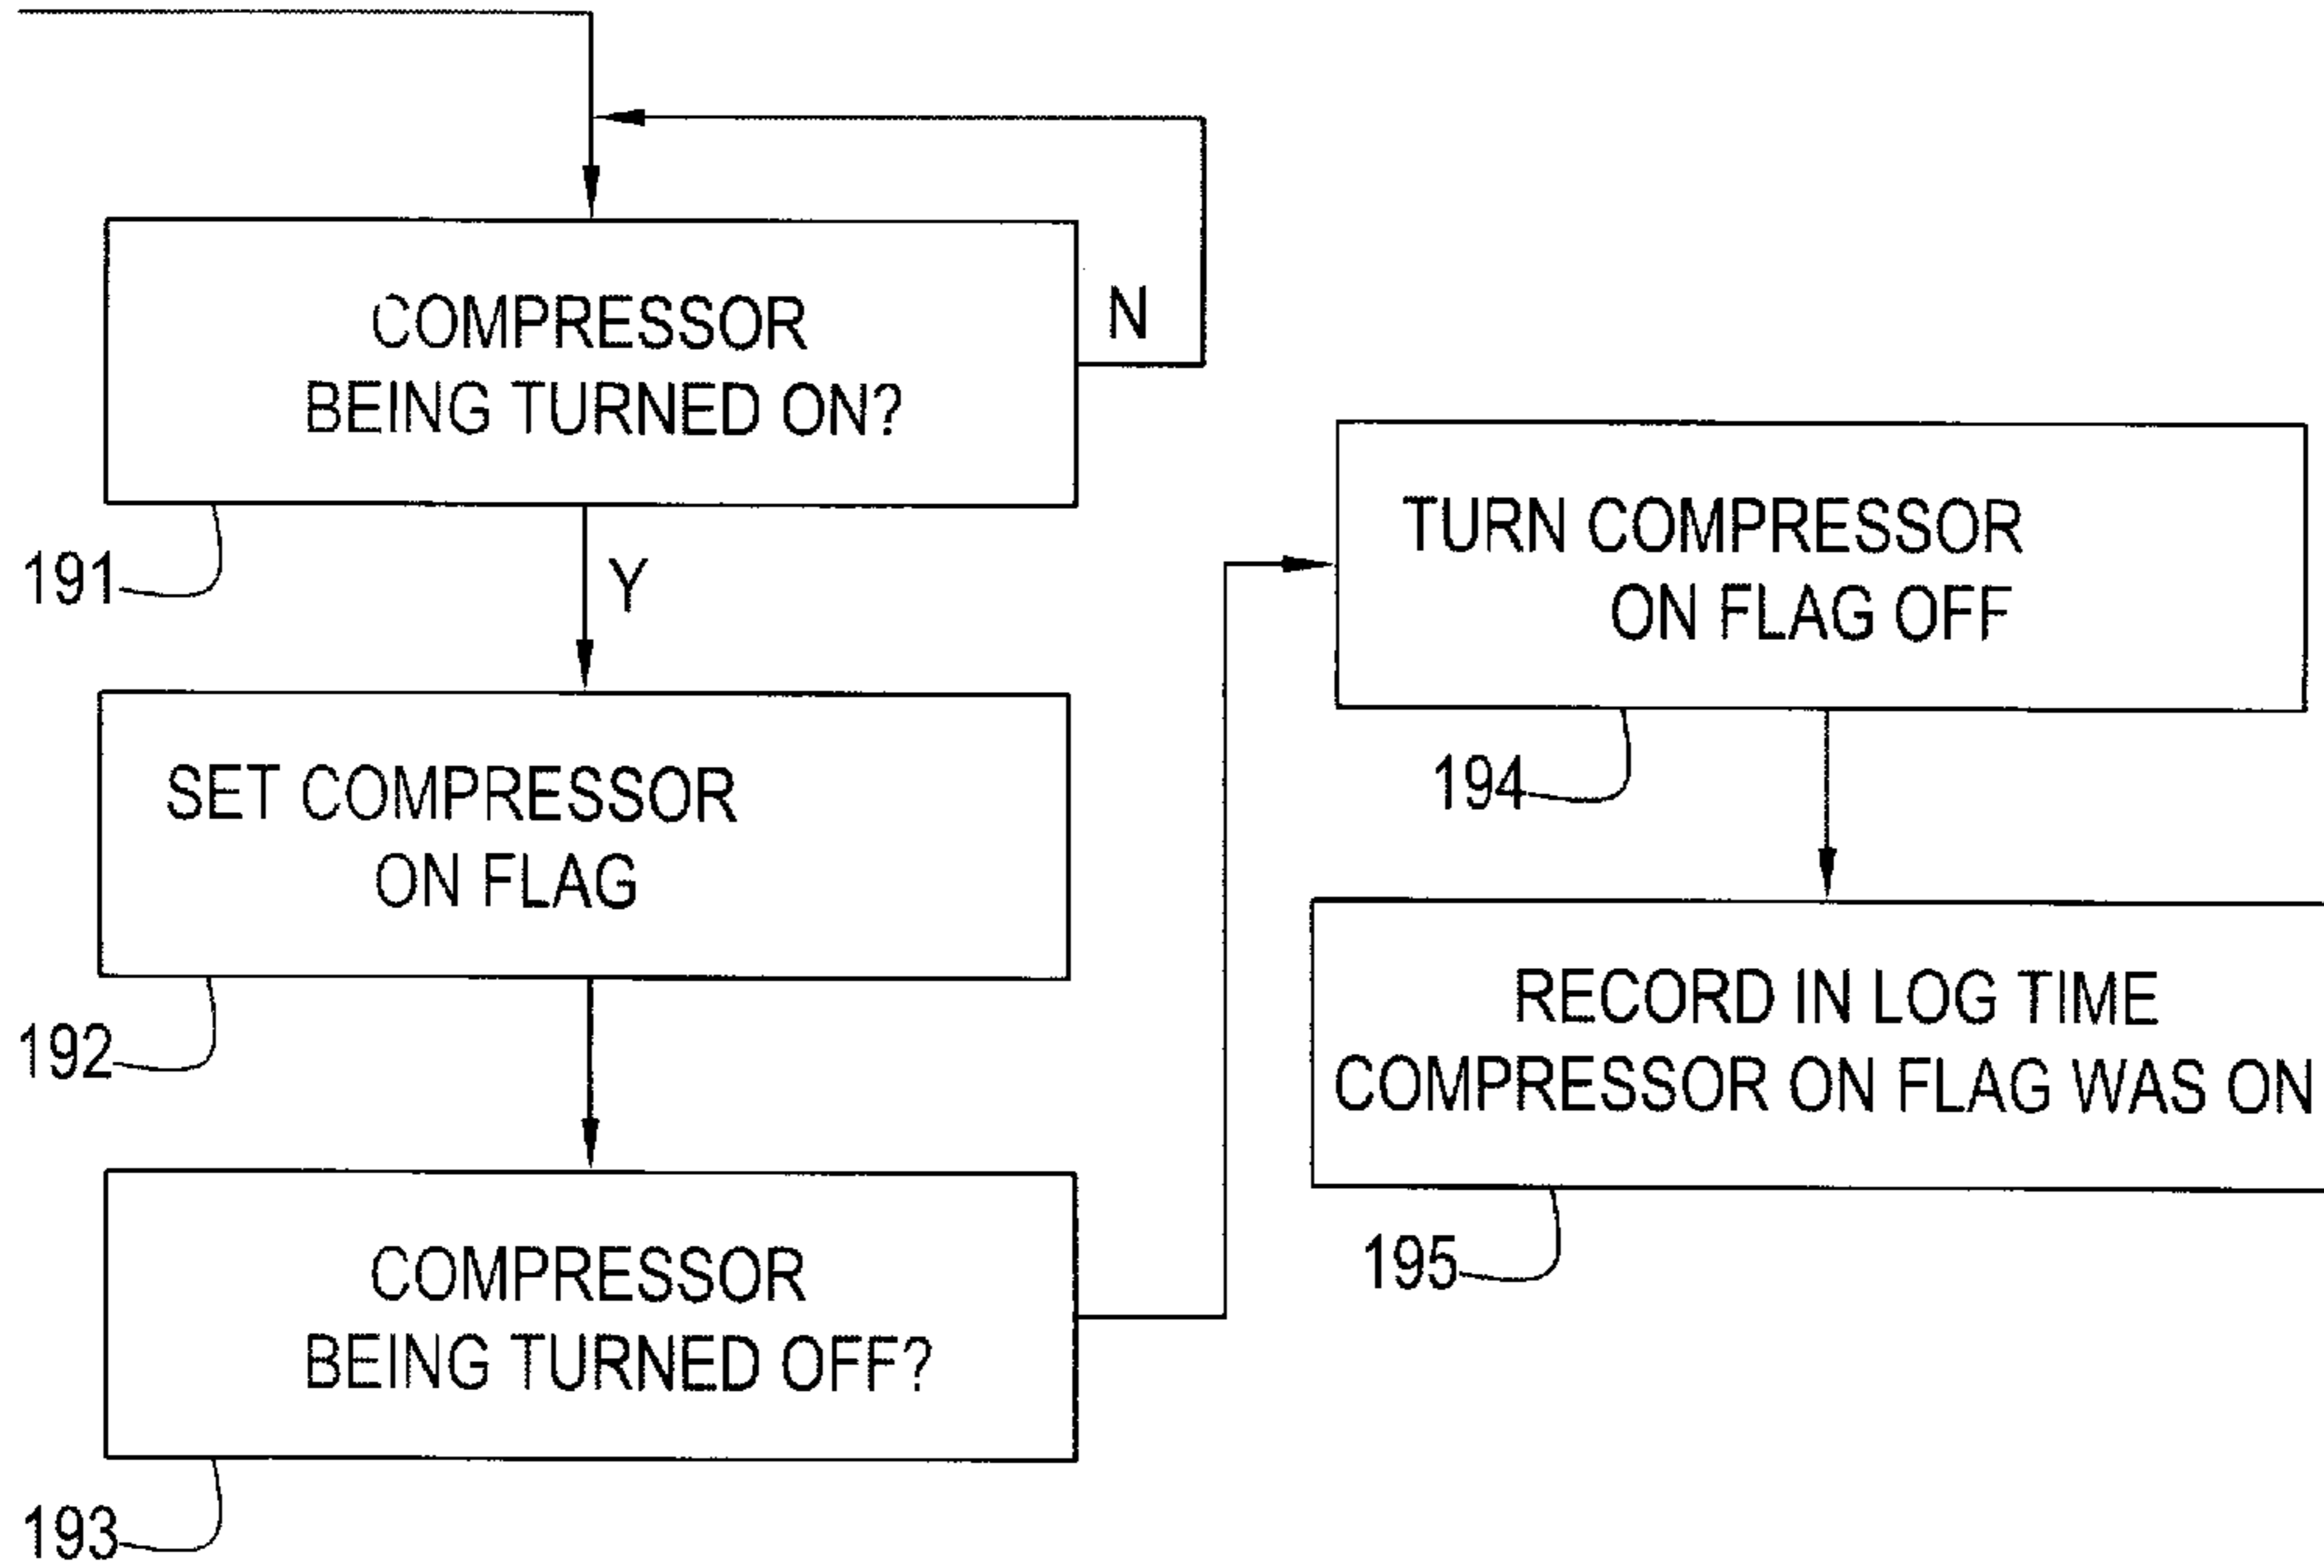 COMPRESSOR
BEING TURNED ON?
N
191
Y
SET COMPRESSOR
ON FLAG
192
COMPRESSOR
BEING TURNED OFF?
193
TURN COMPRESSOR
ON FLAG OFF
194
RECORD IN LOG TIME
COMPRESSOR ON FLAG WAS ON
195